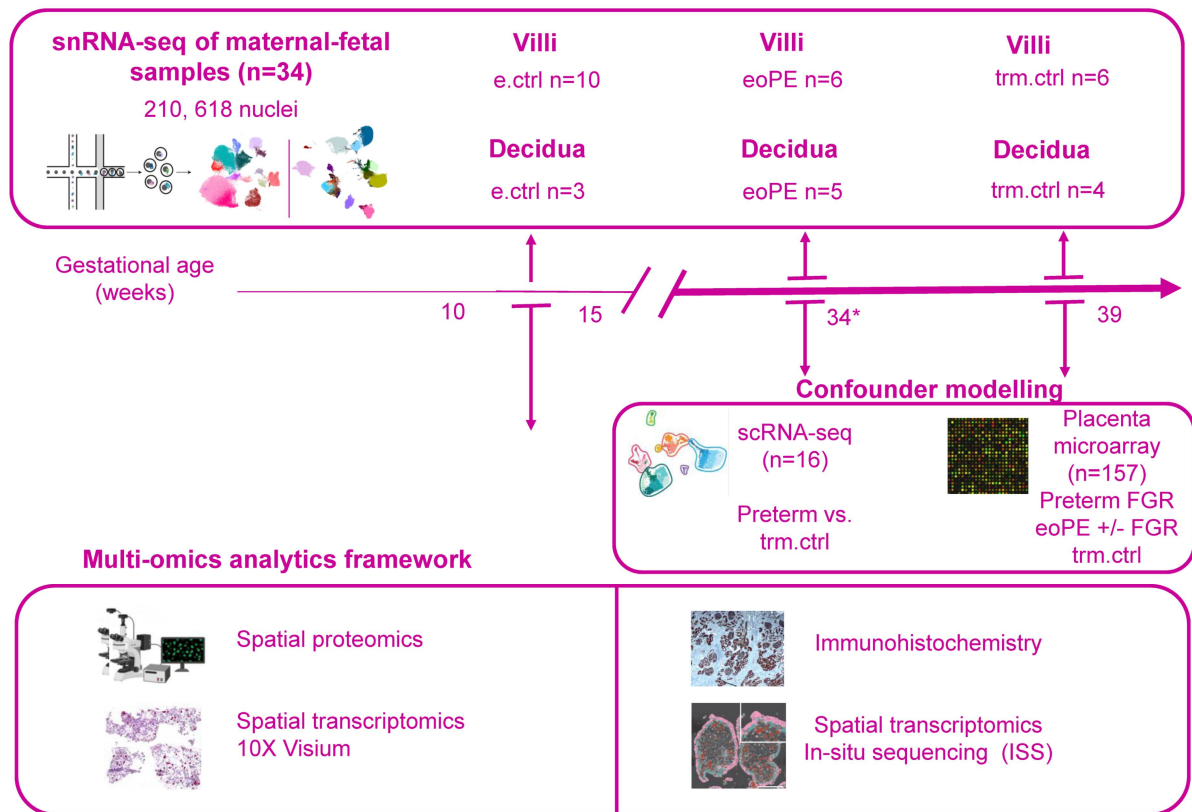 snRNA-seq of maternal-fetal
samples (n=34)
210, 618 nuclei
Villi
e.ctrl n=10
Villi
eoPE n=6
Villi
trm.ctrl n=6
Decidua
e.ctrl n=3
Decidua
eoPE n=5
Decidua
trm.ctrl n=4
Gestational age
(weeks)
10
15
34*
39
Confounder modelling
scRNA-seq
(n=16)
Preterm vs.
trm.ctrl
Placenta
microarray
(n=157)
Preterm FGR
eoPE +/- FGR
trm.ctrl
Multi-omics analytics framework
Spatial proteomics
Spatial transcriptomics
10X Visium
Immunohistochemistry
Spatial transcriptomics
In-situ sequencing (ISS)